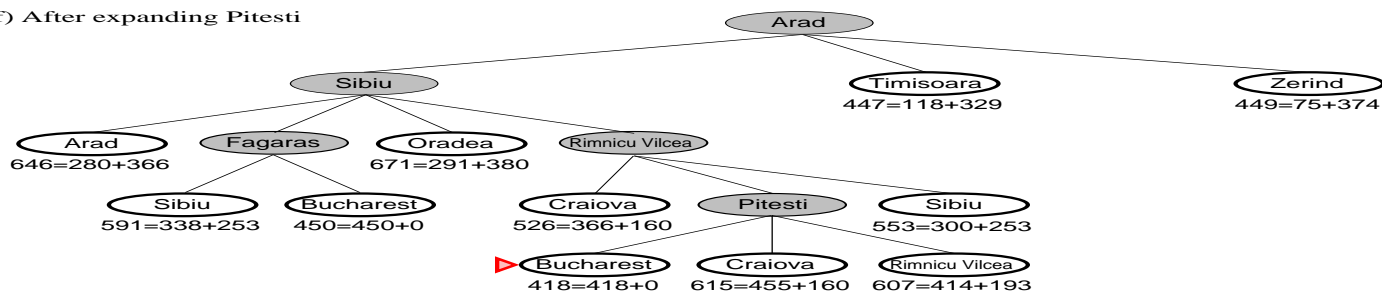 f) After expanding Pitesti
Arad
Sibiu
Timisoara
Zerind
447=118+329
449=75+374
Arad
Fagaras
Oradea
Rimnicu Vilcea
646=280+366
671=291+380
Sibiu
Bucharest
Craiova
Pitesti
Sibiu
591=338+253
450=450+0
526=366+160
553=300+253
Bucharest
Craiova
Rimnicu Vilcea
418=418+0
615=455+160
607=414+193